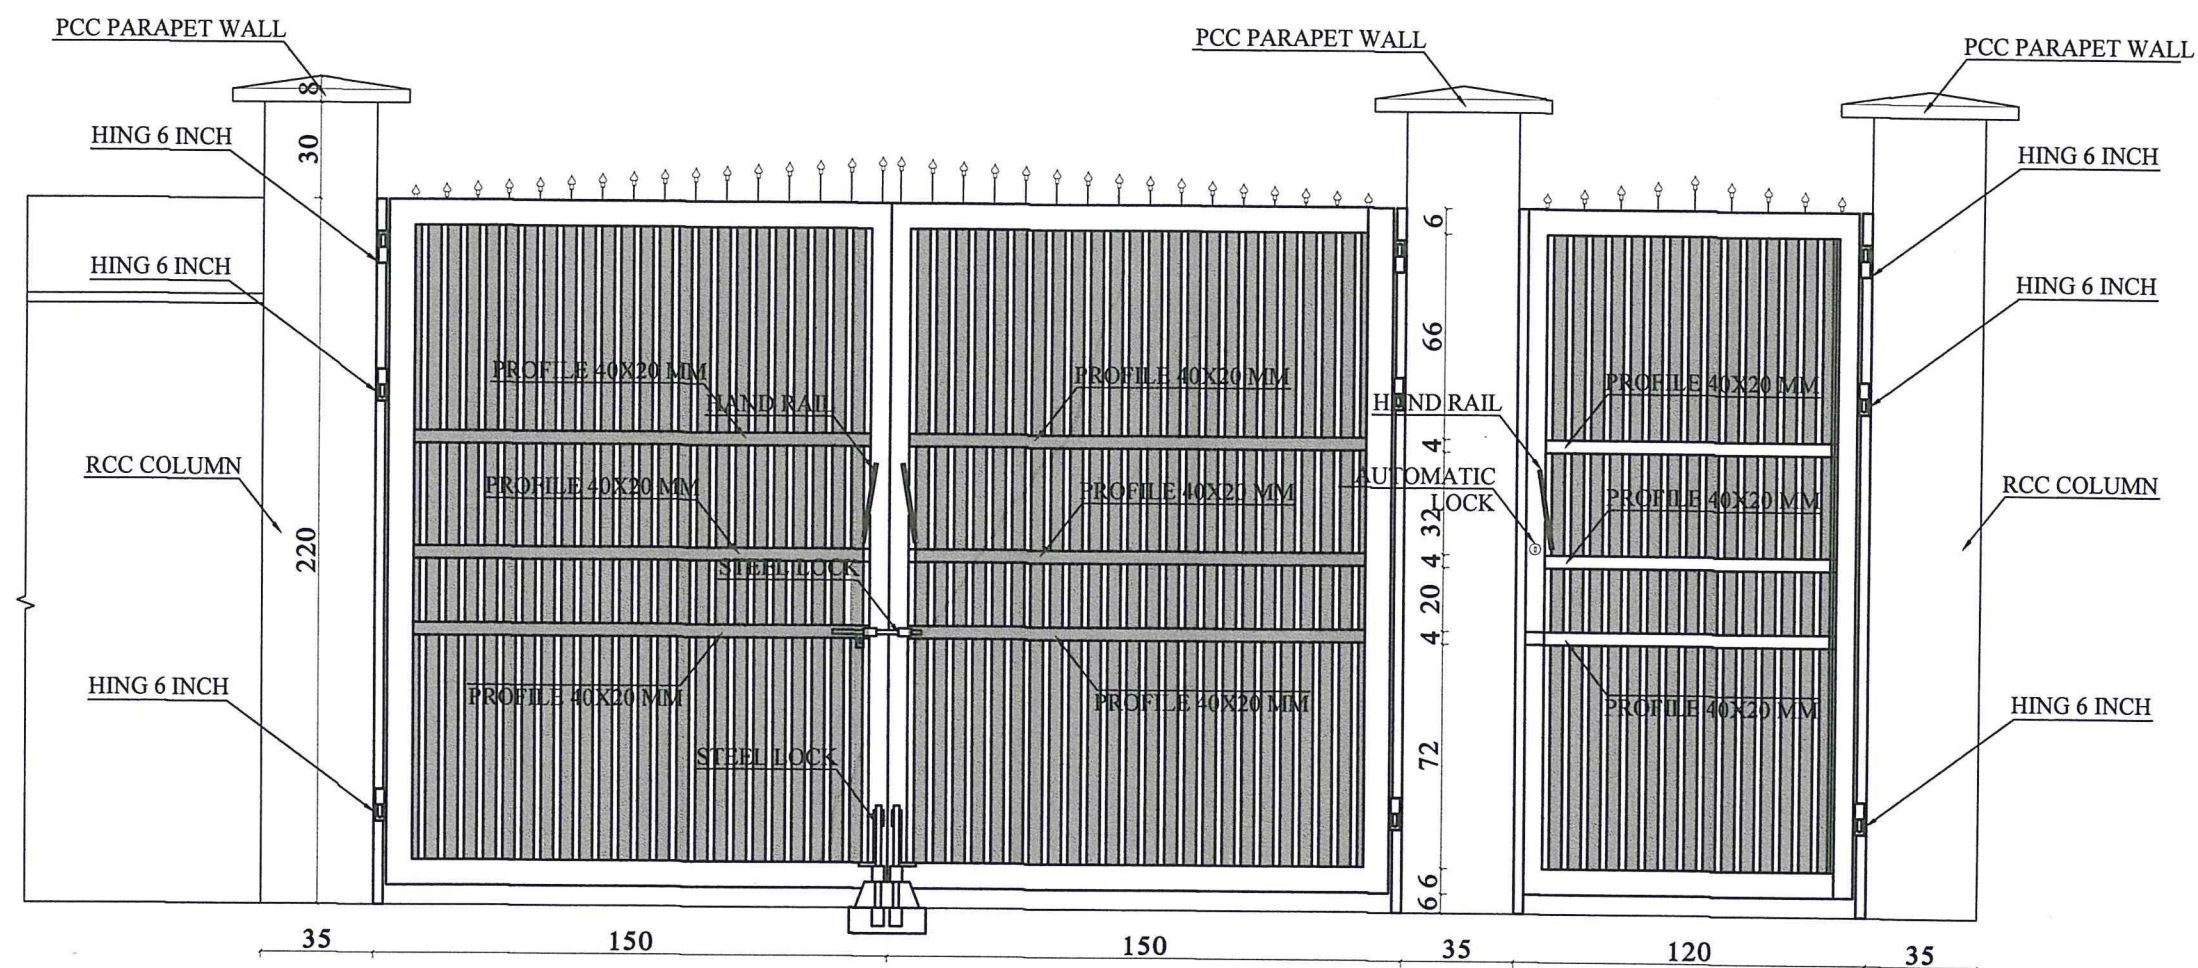 PCC PARAPET WALL
PCC PARAPET WALL
PCC PARAPET WALL
8
30
HING 6 INCH
HING 6 INCH
HING 6 INCH
HING 6 INCH
6
66
PROFILE 40X20 MM
PROFILE 40X20 MM
PROFILE 40X20 MM
HAND RAIL
HAND RAIL
4
RCC COLUMN
PROFILE 40X20 MM
PROFILE 40X20 MM
AUTOMATIC
LOCK
PROFILE 40X20 MM
RCC COLUMN
32
220
STEEL LOCK
4
20
4
HING 6 INCH
PROFILE 40X20 MM
PROFILE 40X20 MM
PROFILE 40X20 MM
HING 6 INCH
STEEL LOCK
72
6
6
35
150
150
35
120
35